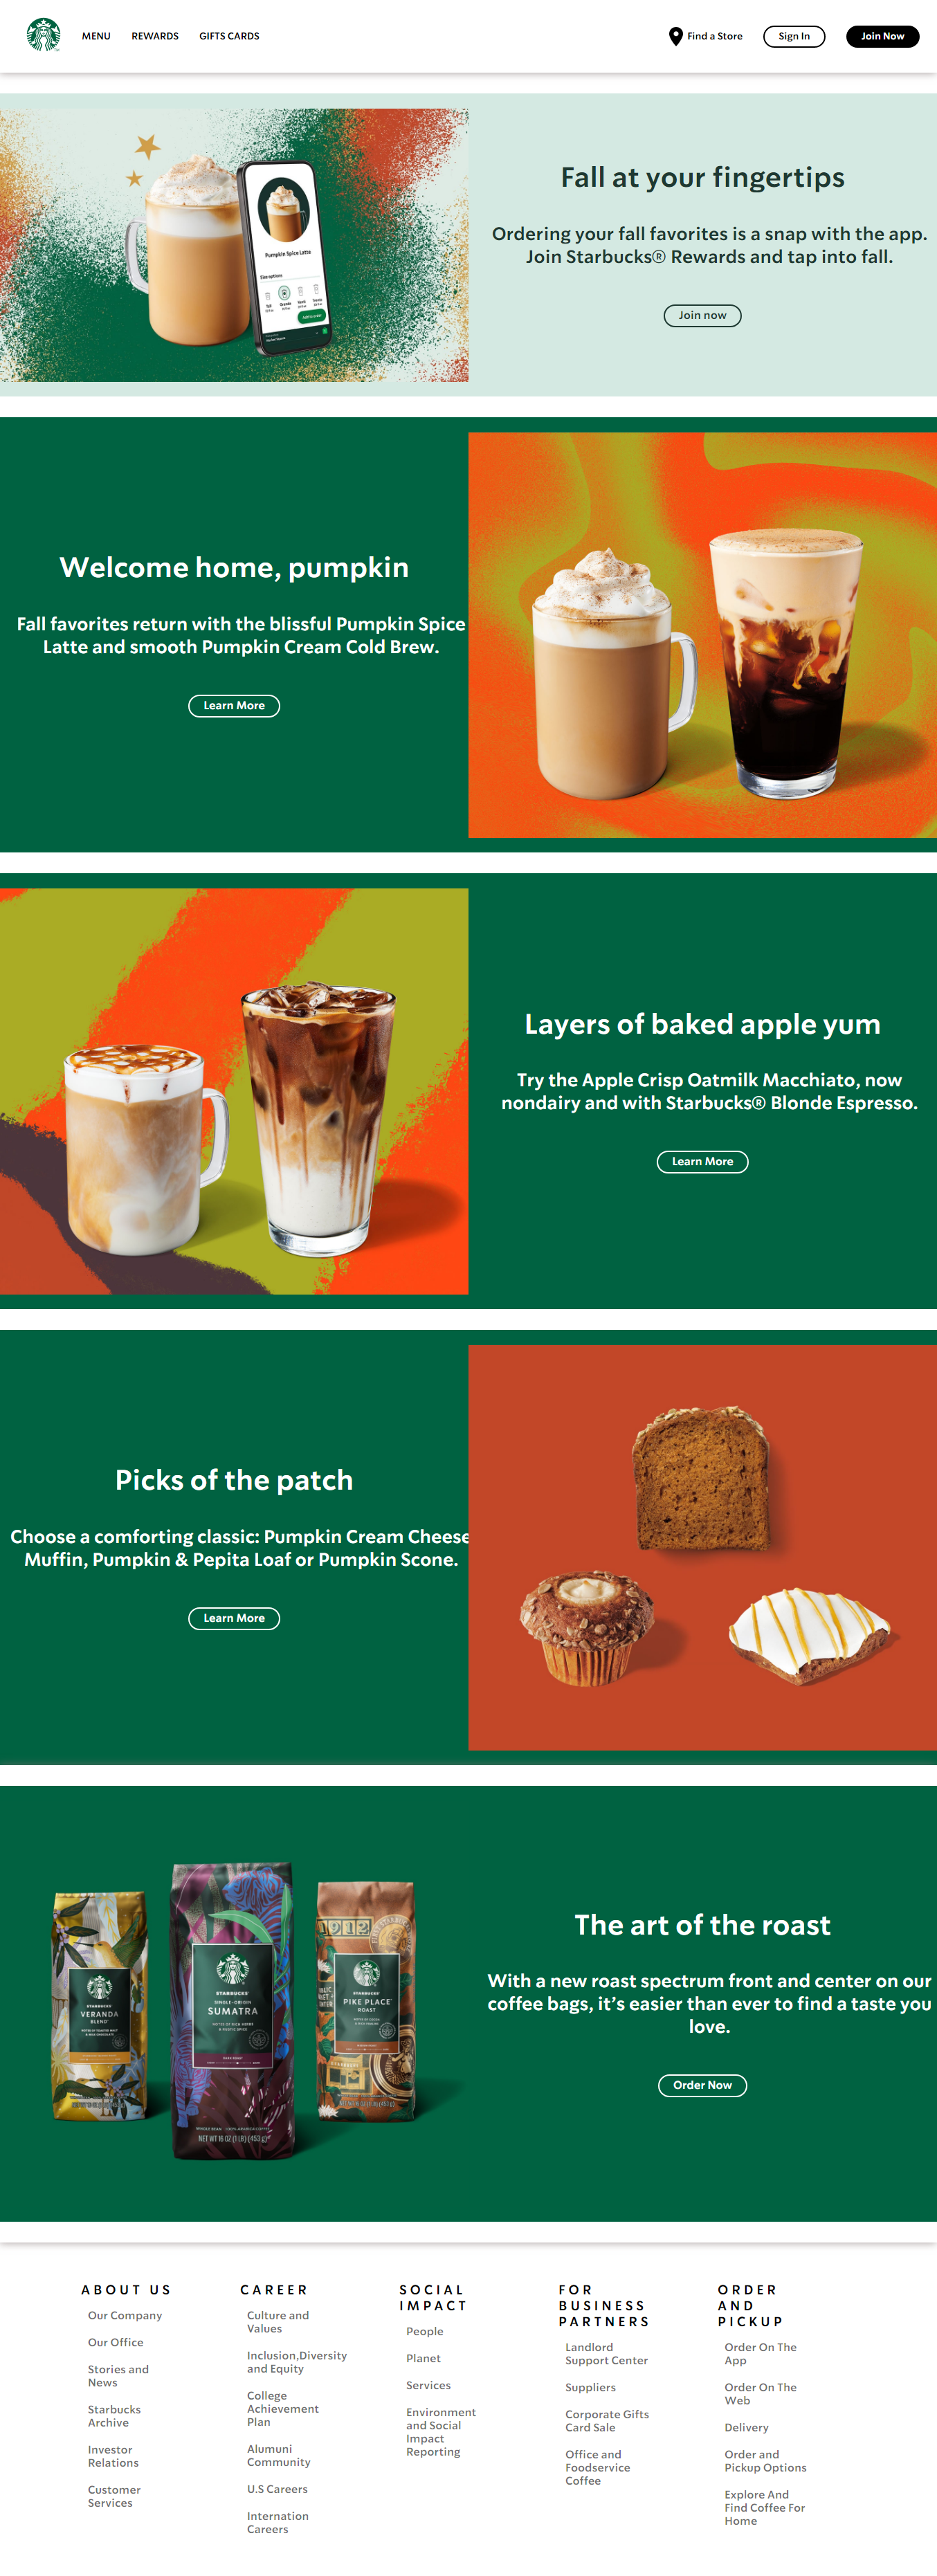 MENU
REWARDS
GIFTS CARDS
Find a Store
Sign In
Join Now
Fall at your fingertips
Ordering your fall favorites is a snap with the app.
Join Starbucks® Rewards and tap into fall.
Join now
Pumpkin Spice Latte
Size options
Add to order
Welcome home, pumpkin
Fall favorites return with the blissful Pumpkin Spice
Latte and smooth Pumpkin Cream Cold Brew.
Learn More
Layers of baked apple yum
Try the Apple Crisp Oatmilk Macchiato, now
nondairy and with Starbucks® Blonde Espresso.
Learn More
Picks of the patch
Choose a comforting classic: Pumpkin Cream Cheese
Muffin, Pumpkin & Pepita Loaf or Pumpkin Scone.
Learn More
STARBUCKS
VERANDA
BLEND
STARBUCKS
SINGLE-ORIGIN
SUMATRA
NET WT 16 OZ (1 LB) (453 g)
1912
STARBUCKS
PIKE PLACE
ROAST
The art of the roast
With a new roast spectrum front and center on our
coffee bags, it’s easier than ever to find a taste you
love.
Order Now
ABOUT US
Our Company
Our Office
Stories and
News
Starbucks
Archive
Investor
Relations
Customer
Services
CAREER
Culture and
Values
Inclusion,Diversity
and Equity
College
Achievement
Plan
Alumuni
Community
U.S Careers
Internation
Careers
SOCIAL
IMPACT
People
Planet
Services
Environment
and Social
Impact
Reporting
FOR
BUSINESS
PARTNERS
Landlord
Support Center
Suppliers
Corporate Gifts
Card Sale
Office and
Foodservice
Coffee
ORDER
AND
PICKUP
Order On The
App
Order On The
Web
Delivery
Order and
Pickup Options
Explore And
Find Coffee For
Home